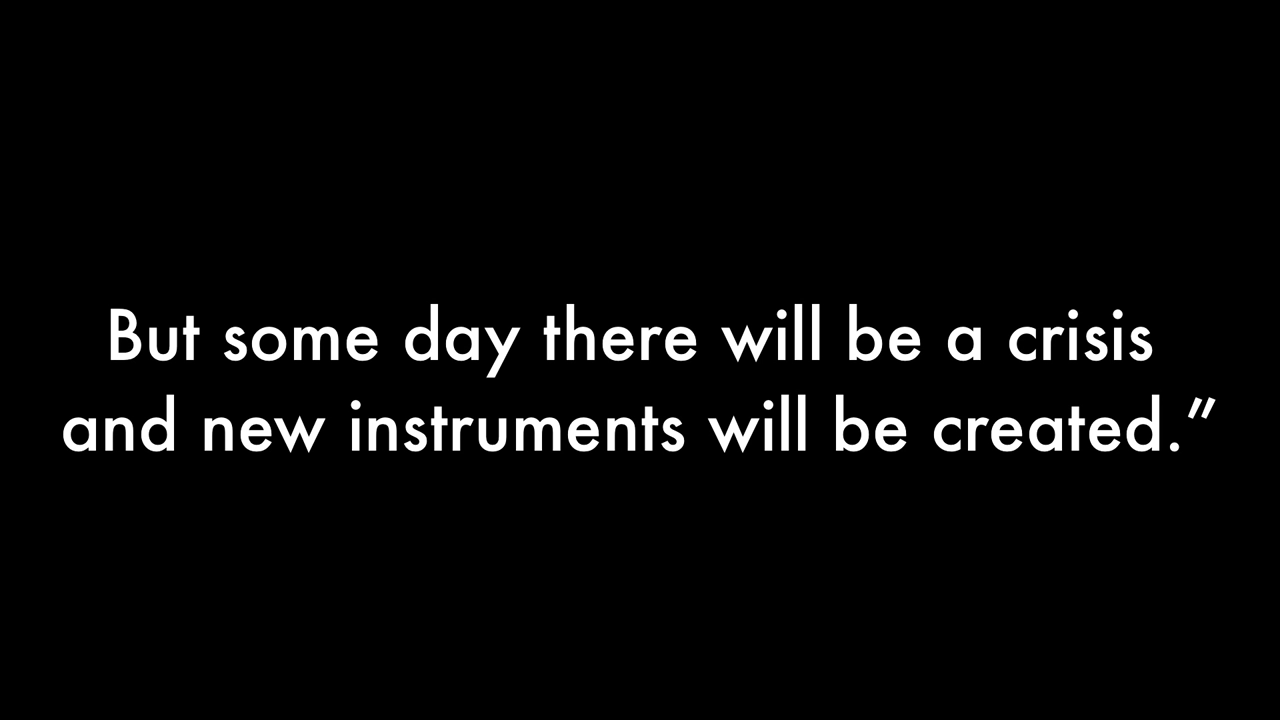 But some day there will be a crisis
and new instruments will be created.”